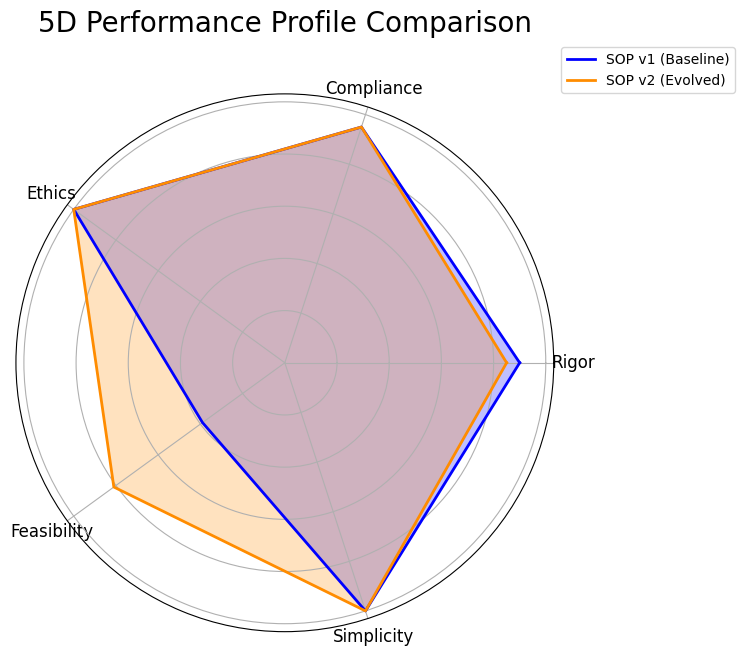 5D Performance Profile Comparison
SOP v1 (Baseline)
SOP v2 (Evolved)
Compliance
Ethics
Rigor
Feasibility
Simplicity